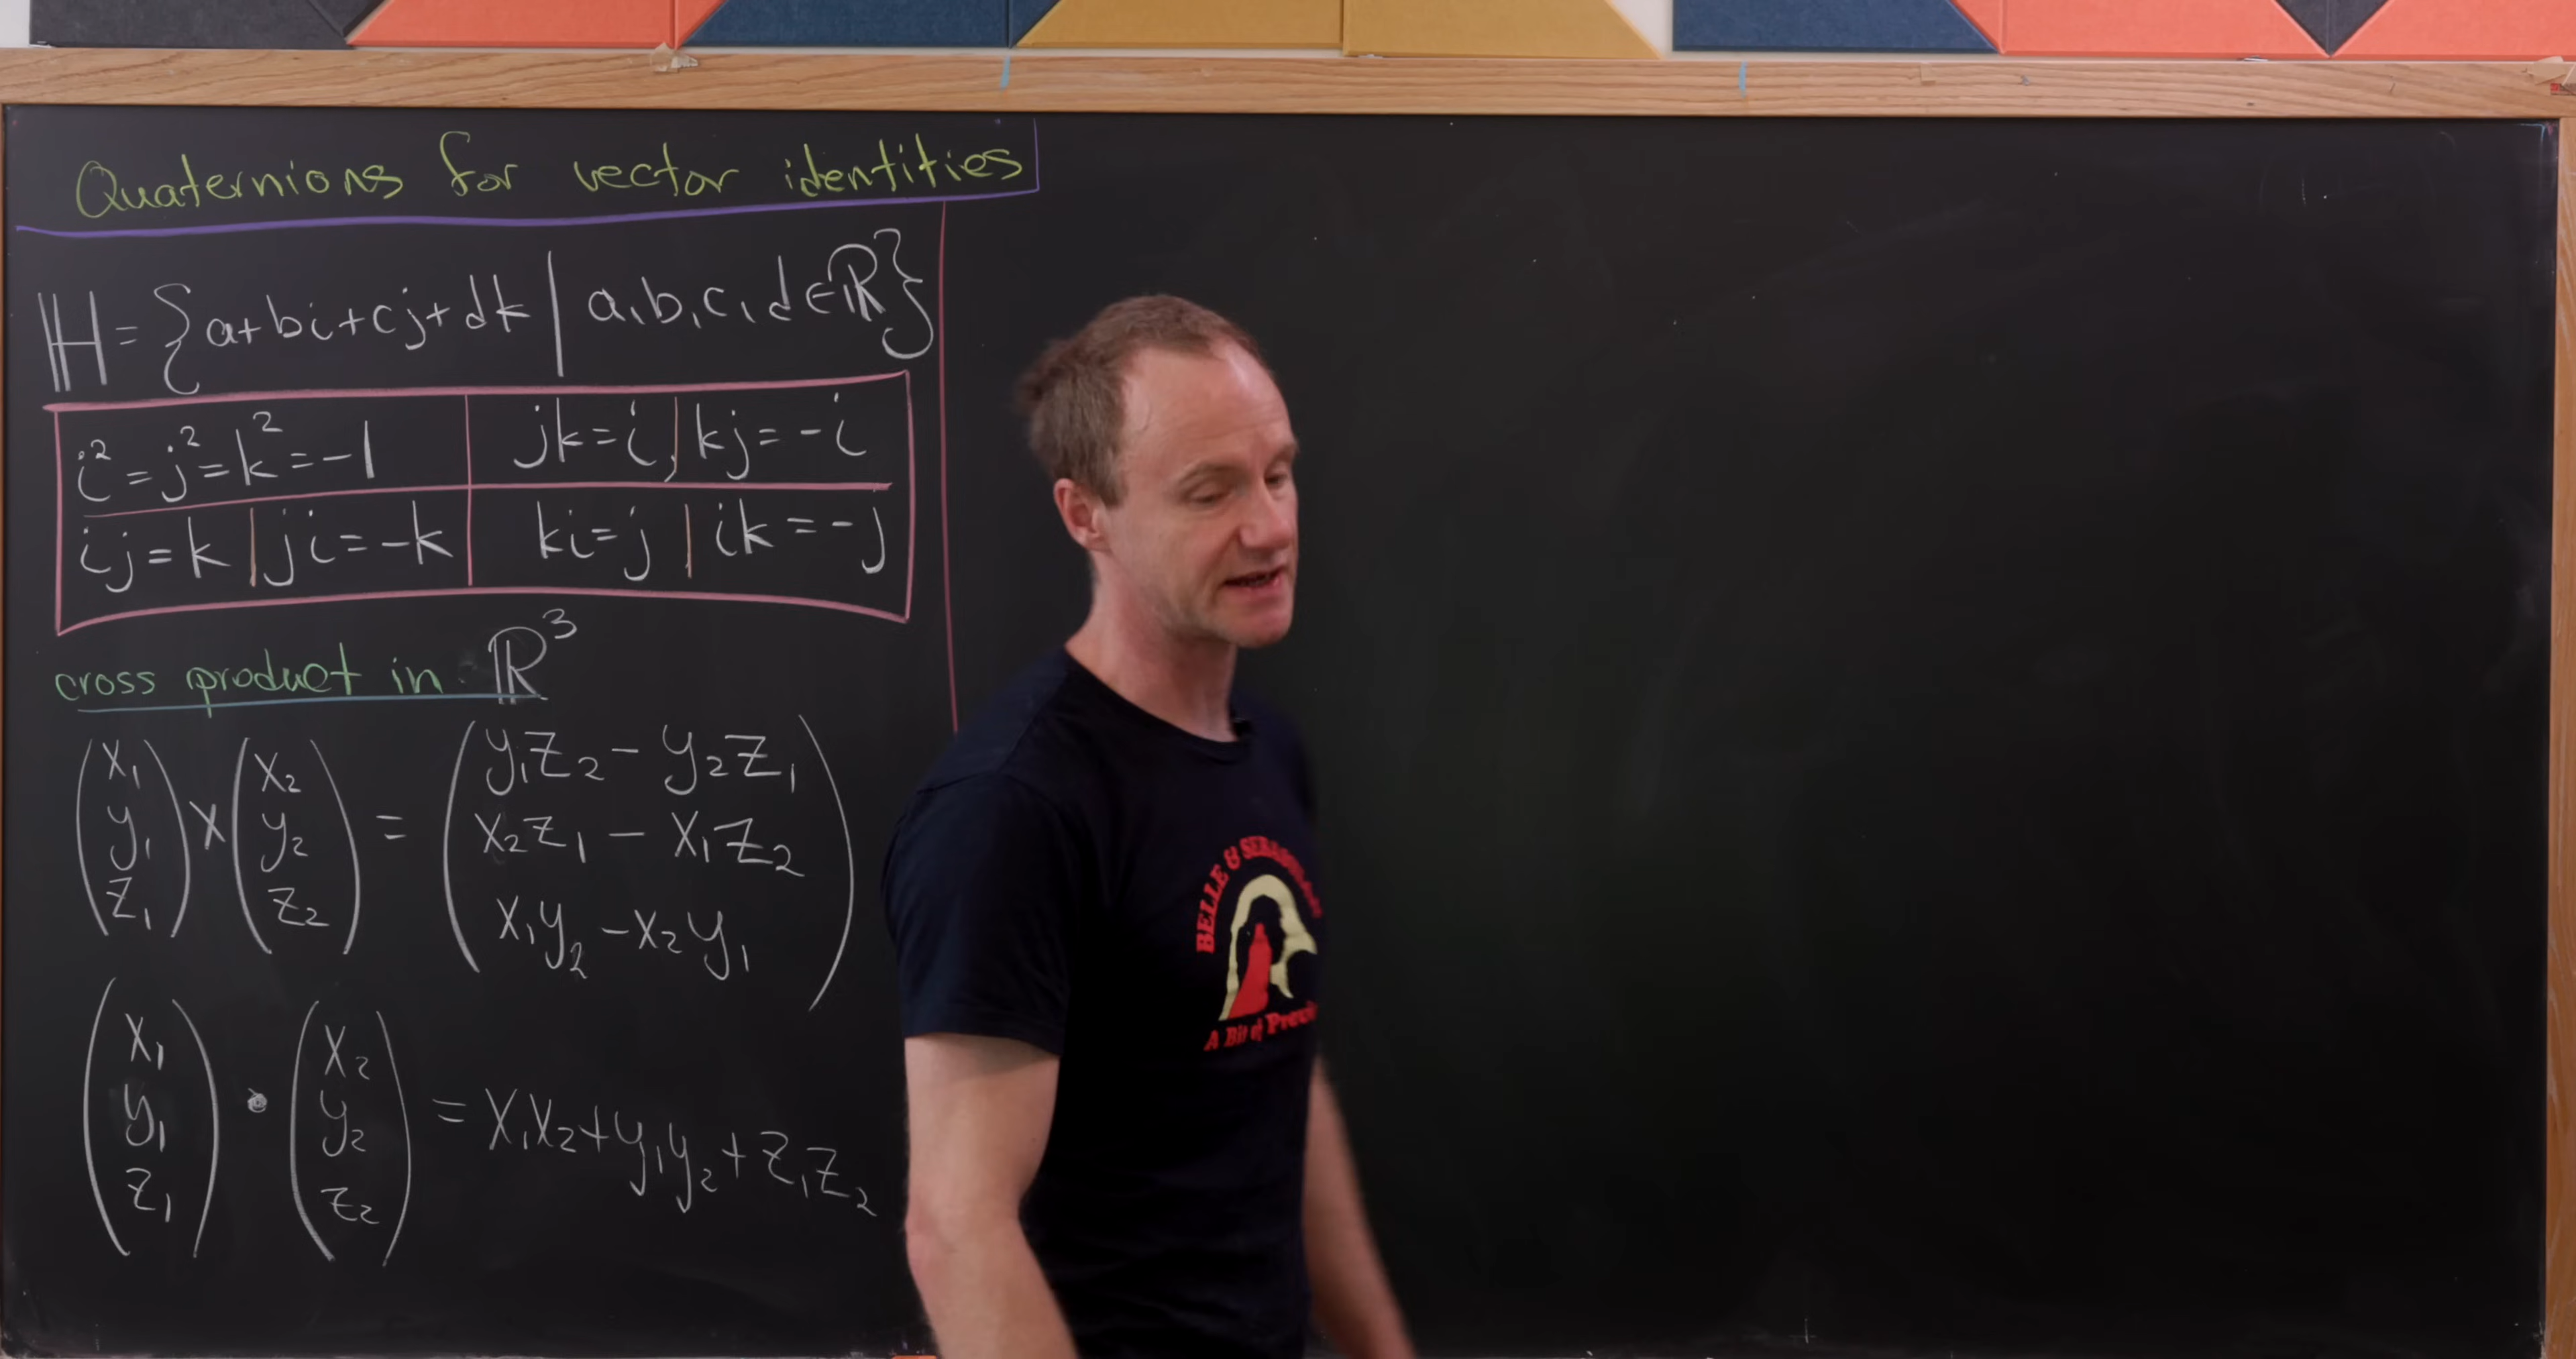 Quaternions for vector identities
ℍ = {a+bi+cj+dk | a,b,c,d∈ℝ}
i²=j²=k²=-1 | jk=i, | kj=-i
ij=k | ji=-k | ki=j | ik=-j
cross product in ℝ³
(x₁ y₁ z₁) × (x₂ y₂ z₂) = (y₁z₂ - y₂z₁
x₂z₁ - x₁z₂
x₁y₂ - x₂y₁)
(x₁ y₁ z₁) • (x₂ y₂ z₂) = x₁x₂+y₁y₂+z₁z₂
BELLE &
A Bit of